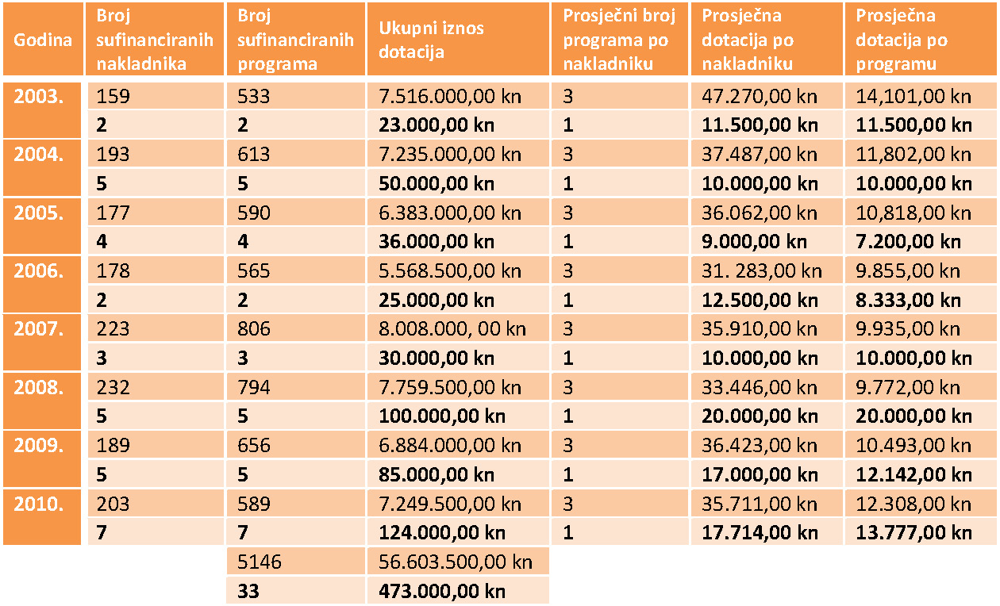 Godina Broj sufinanciranih nakladnika Broj sufinanciranih programa Ukupni iznos dotacija Prosječni broj programa po nakladniku Prosječna dotacija po nakladniku Prosječna dotacija po programu
2003. 159 533 7.516.000,00 kn 3 47.270,00 kn 14,101,00 kn
2 2 23.000,00 kn 1 11.500,00 kn 11.500,00 kn
2004. 193 613 7.235.000,00 kn 3 37.487,00 kn 11,802,00 kn
5 5 50.000,00 kn 1 10.000,00 kn 10.000,00 kn
2005. 177 590 6.383.000,00 kn 3 36.062,00 kn 10,818,00 kn
4 4 36.000,00 kn 1 9.000,00 kn 7.200,00 kn
2006. 178 565 5.568.500,00 kn 3 31. 283,00 kn 9.855,00 kn
2 2 25.000,00 kn 1 12.500,00 kn 8.333,00 kn
2007. 223 806 8.008.000, 00 kn 3 35.910,00 kn 9.935,00 kn
3 3 30.000,00 kn 1 10.000,00 kn 10.000,00 kn
2008. 232 794 7.759.500,00 kn 3 33.446,00 kn 9.772,00 kn
5 5 100.000,00 kn 1 20.000,00 kn 20.000,00 kn
2009. 189 656 6.884.000,00 kn 3 36.423,00 kn 10.493,00 kn
5 5 85.000,00 kn 1 17.000,00 kn 12.142,00 kn
2010. 203 589 7.249.500,00 kn 3 35.711,00 kn 12.308,00 kn
7 7 124.000,00 kn 1 17.714,00 kn 13.777,00 kn
5146 56.603.500,00 kn
33 473.000,00 kn